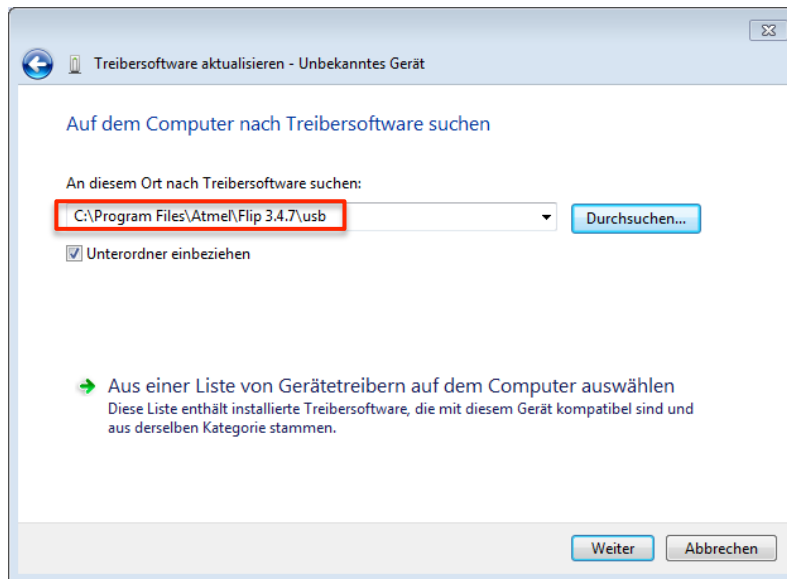 Treibersoftware aktualisieren - Unbekanntes Gerät
Auf dem Computer nach Treibersoftware suchen
An diesem Ort nach Treibersoftware suchen:
C:\Program Files\Atmel\Flip 3.4.7\usb
Durchsuchen...
Unterordner einbeziehen
Aus einer Liste von Gerätetreibern auf dem Computer auswählen
Diese Liste enthält installierte Treibersoftware, die mit diesem Gerät kompatibel sind und
aus derselben Kategorie stammen.
Weiter
Abbrechen